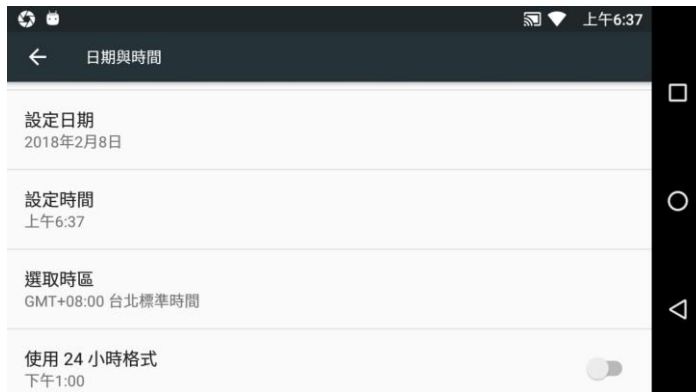 上午6:37
日期與時間
設定日期
2018年2月8日
設定時間
上午6:37
選取時區
GMT+08:00 台北標準時間
使用 24 小時格式
下午1:00